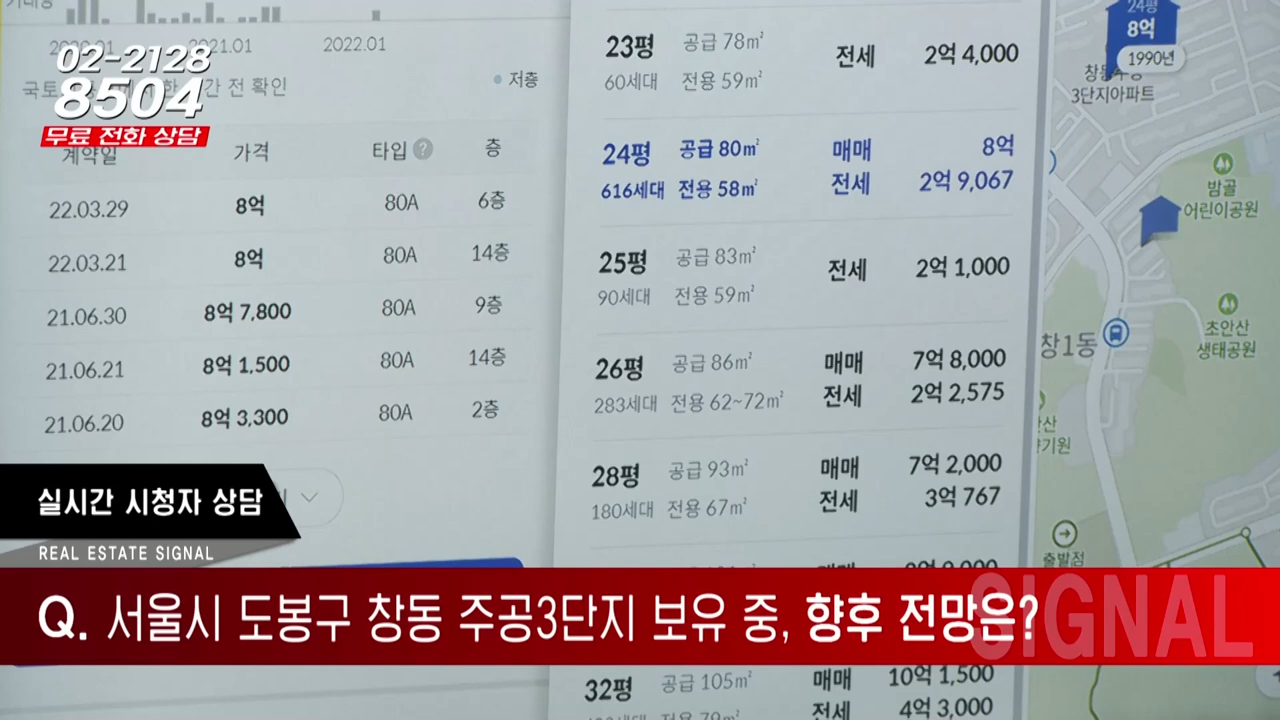 2021.01
2022.01
02-2128
8504
무료 전화 상담
저층
계약일 가격 타입 ? 층
22.03.29 8억 80A 6층
22.03.21 8억 80A 14층
21.06.30 8억 7,800 80A 9층
21.06.21 8억 1,500 80A 14층
21.06.20 8억 3,300 80A 2층
23평 공급 78㎡ 전세 2억 4,000
60세대 전용 59㎡
24평 공급 80㎡ 매매 8억
616세대 전용 58㎡ 전세 2억 9,067
25평 공급 83㎡ 전세 2억 1,000
90세대 전용 59㎡
26평 공급 86㎡ 매매 7억 8,000
283세대 전용 62~72㎡ 전세 2억 2,575
28평 공급 93㎡ 매매 7억 2,000
180세대 전용 67㎡ 전세 3억 767
32평 공급 105㎡ 매매 10억 1,500
전세 4억 3,000
24평
8억
1990년
3단지아파트
밤골
어린이공원
초안산
생태공원
창1동
출발점
실시간 시청자 상담
REAL ESTATE SIGNAL
Q. 서울시 도봉구 창동 주공3단지 보유 중, 향후 전망은?
SIGNAL